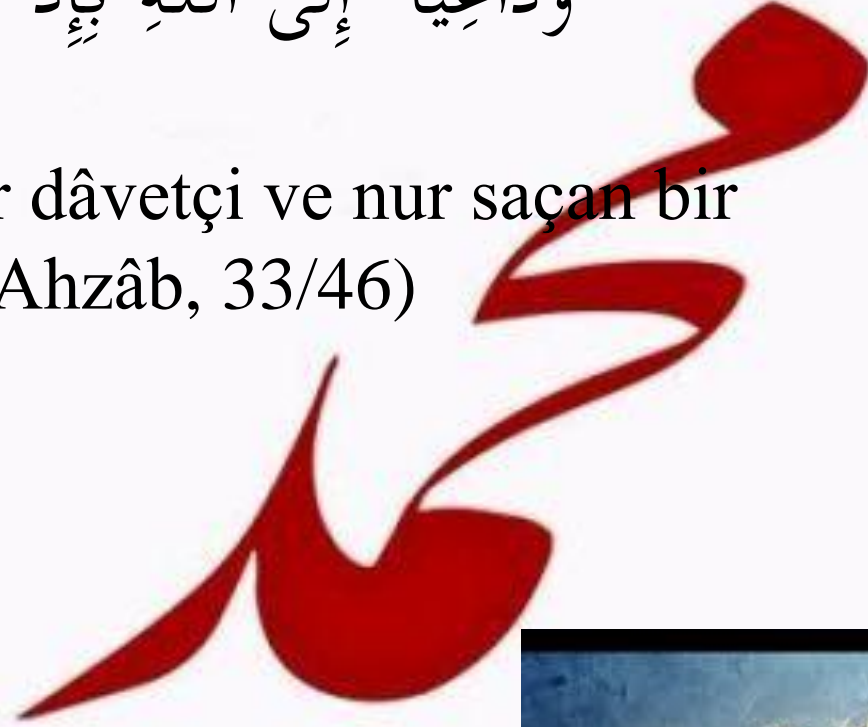 وَدَاعِيًا إِلَى اللَّهِ بِإِذْ
r dâvetçi ve nur saçan bir
Ahzâb, 33/46)
محمد